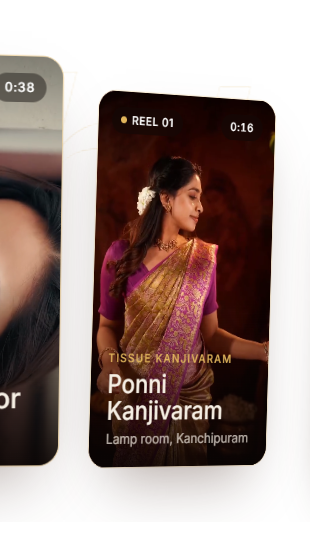 0:38
or
REEL 01
0:16
TISSUE KANJIVARAM
Ponni
Kanjivaram
Lamp room, Kanchipuram